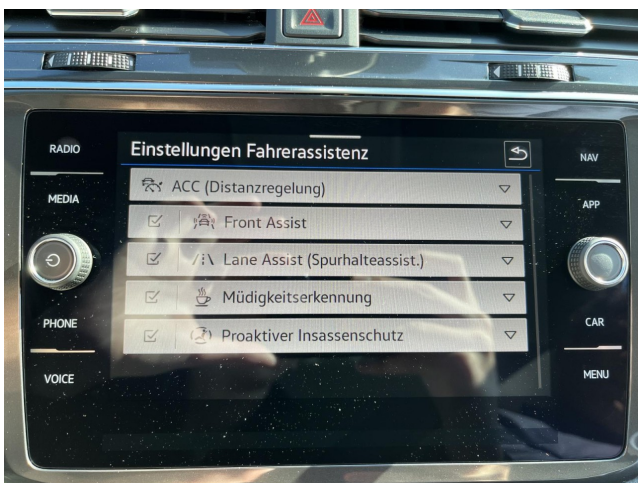 RADIO
MEDIA
PHONE
VOICE
Einstellungen Fahrerassistenz
ACC (Distanzregelung)
Front Assist
Lane Assist (Spurhalteassist.)
Müdigkeitserkennung
Proaktiver Insassenschutz
NAV
APP
CAR
MENU